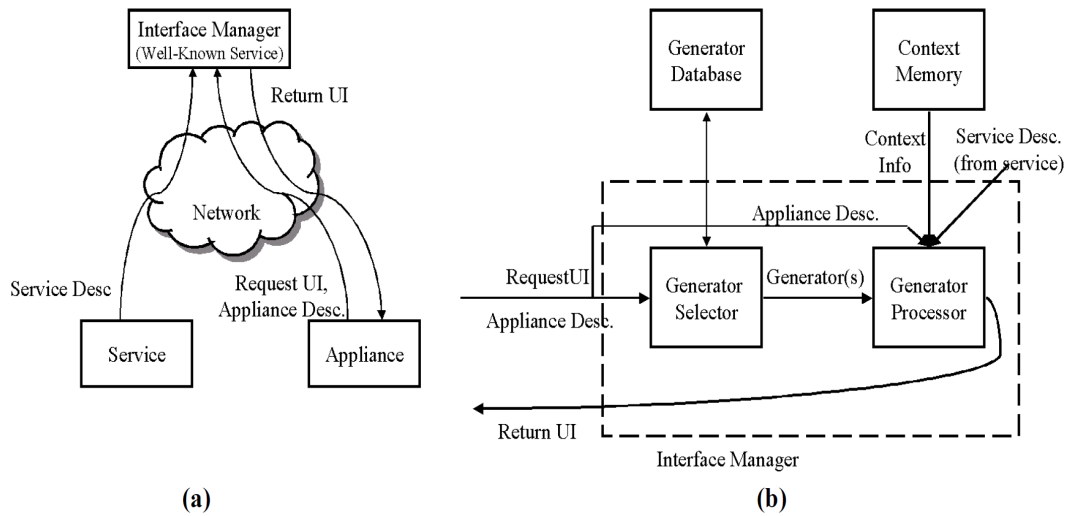 Interface Manager
(Well-Known Service)
Return UI
Network
Service Desc
Request UI,
Appliance Desc.
Service
Appliance
(a)
Generator
Database
Context
Memory
Context
Info
Service Desc.
(from service)
Appliance Desc.
RequestUI
Appliance Desc.
Generator
Selector
Generator(s)
Generator
Processor
Return UI
Interface Manager
(b)